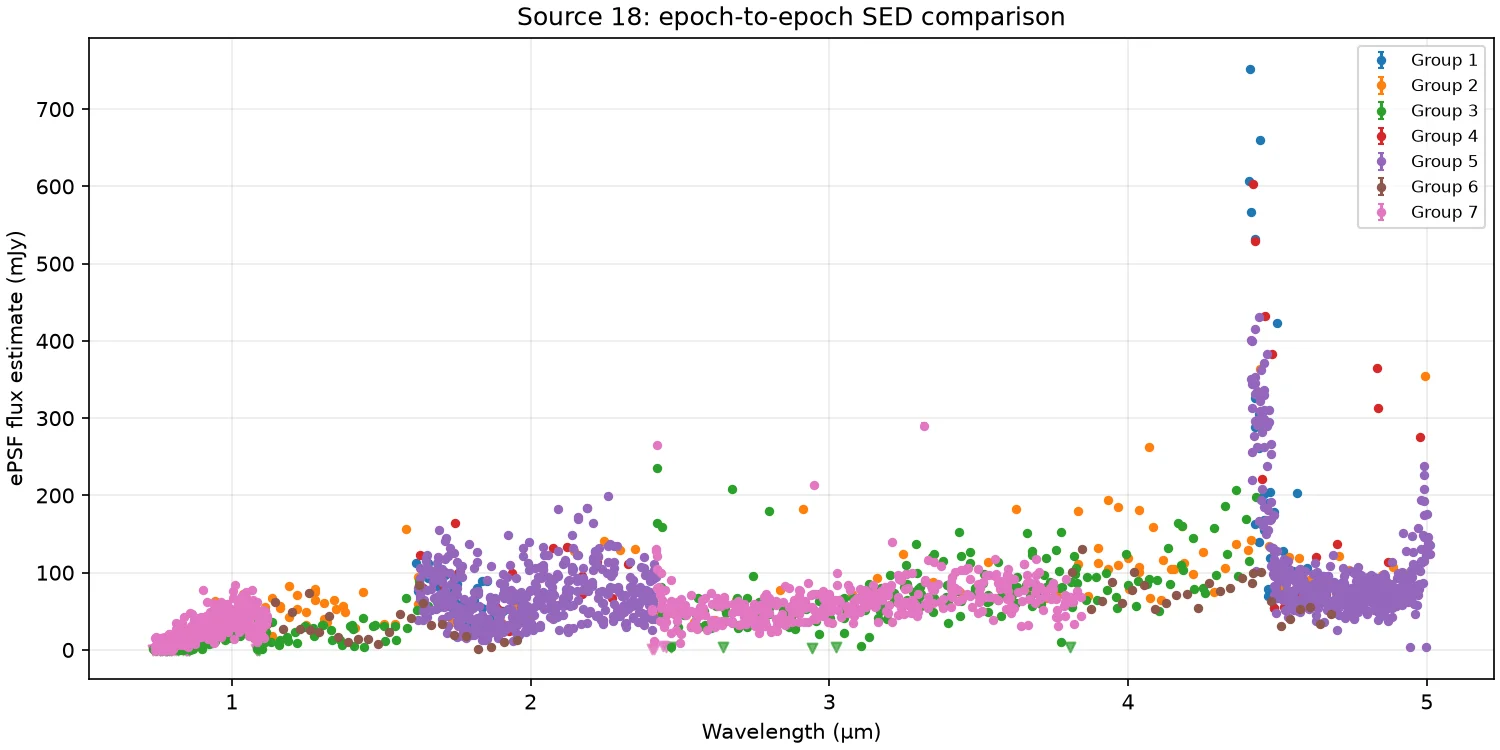 Source 18: epoch-to-epoch SED comparison
ePSF flux estimate (mJy)
700
600
500
400
300
200
100
0
Group 1
Group 2
Group 3
Group 4
Group 5
Group 6
Group 7
1 2 3 4 5
Wavelength (µm)